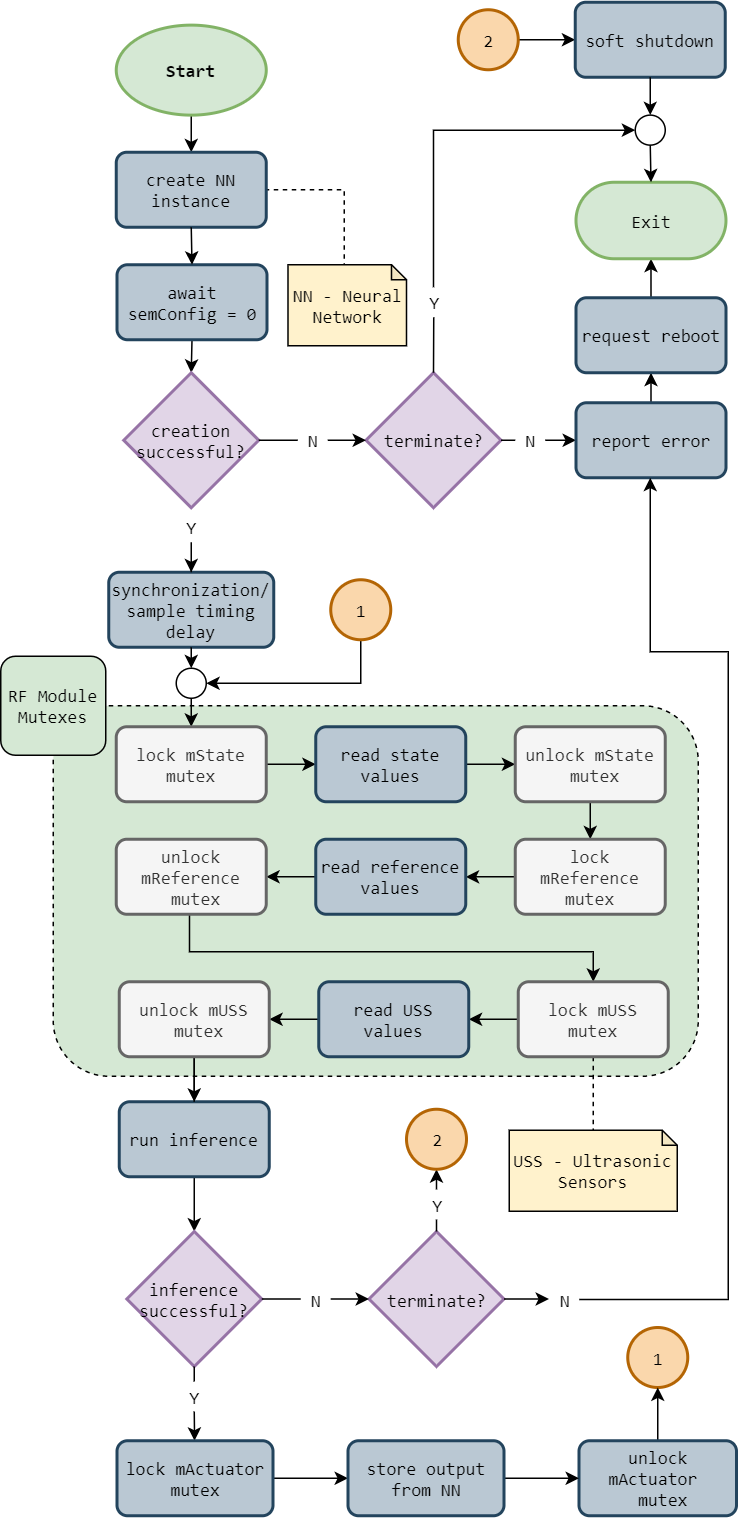 2
soft shutdown
Start
create NN
instance
Exit
await
semConfig = 0
NN - Neural
Network
Y
request reboot
creation
successful?
N
terminate?
N
report error
Y
synchronization/
sample timing
delay
1
RF Module
Mutexes
lock mState
mutex
read state
values
unlock mState
mutex
unlock
mReference
mutex
read reference
values
lock
mReference
mutex
unlock mUSS
mutex
read USS
values
lock mUSS
mutex
run inference
2
USS - Ultrasonic
Sensors
Y
inference
successful?
N
terminate?
N
Y
1
lock mActuator
mutex
store output
from NN
unlock
mActuator
mutex